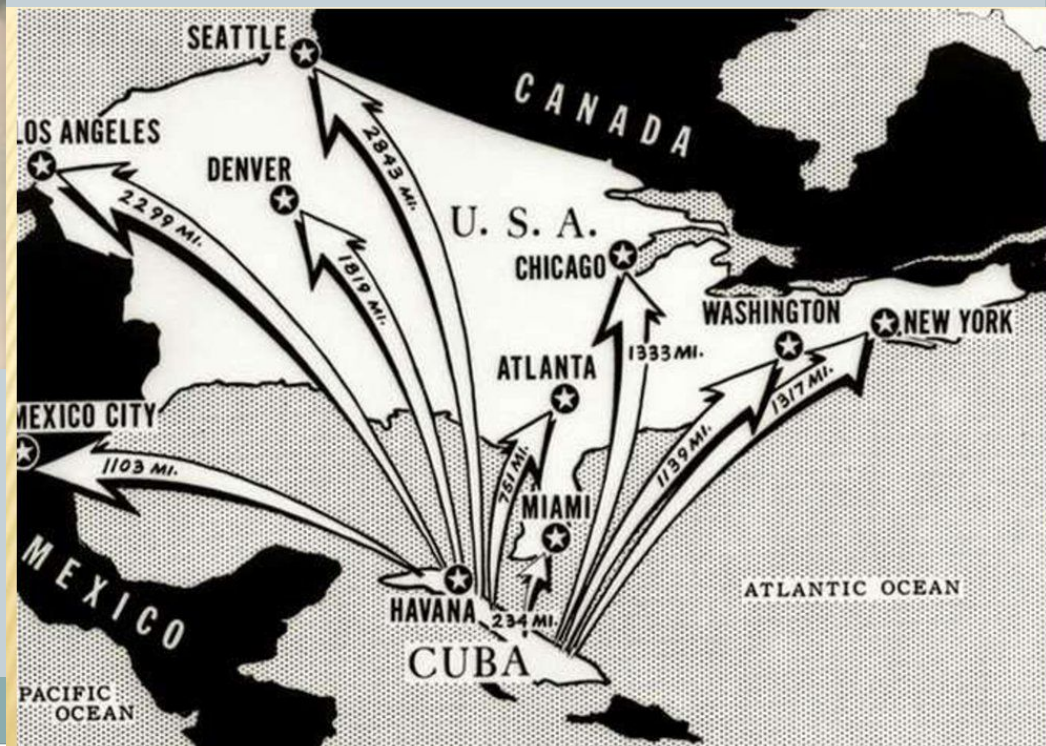 SEATTLE
CANADA
LOS ANGELES
2843 MI.
DENVER
2299 MI.
U. S. A.
CHICAGO
1819 MI.
WASHINGTON
NEW YORK
1333 MI.
ATLANTA
1317 MI.
MEXICO CITY
1103 MI.
1139 MI.
751 MI.
MIAMI
MEXICO
ATLANTIC OCEAN
HAVANA
234 MI.
CUBA
PACIFIC
OCEAN